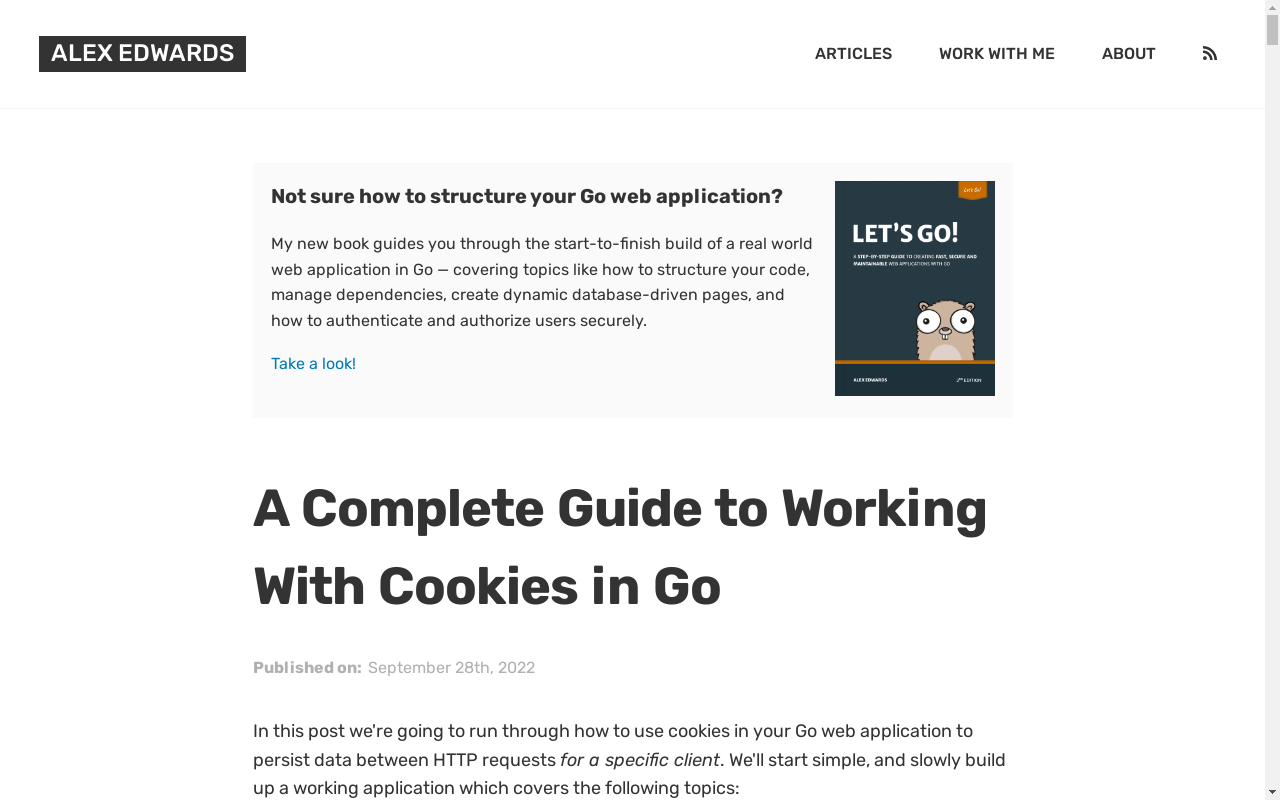 ALEX EDWARDS
ARTICLES
WORK WITH ME
ABOUT
Not sure how to structure your Go web application?
My new book guides you through the start-to-finish build of a real world
web application in Go — covering topics like how to structure your code,
manage dependencies, create dynamic database-driven pages, and
how to authenticate and authorize users securely.
Take a look!
Let's Go!
LET'S GO!
A STEP-BY-STEP GUIDE TO CREATING FAST, SECURE AND
MAINTAINABLE WEB APPLICATIONS WITH GO
ALEX EDWARDS
2ND EDITION
A Complete Guide to Working
With Cookies in Go
Published on: September 28th, 2022
In this post we're going to run through how to use cookies in your Go web application to
persist data between HTTP requests for a specific client. We'll start simple, and slowly build
up a working application which covers the following topics: